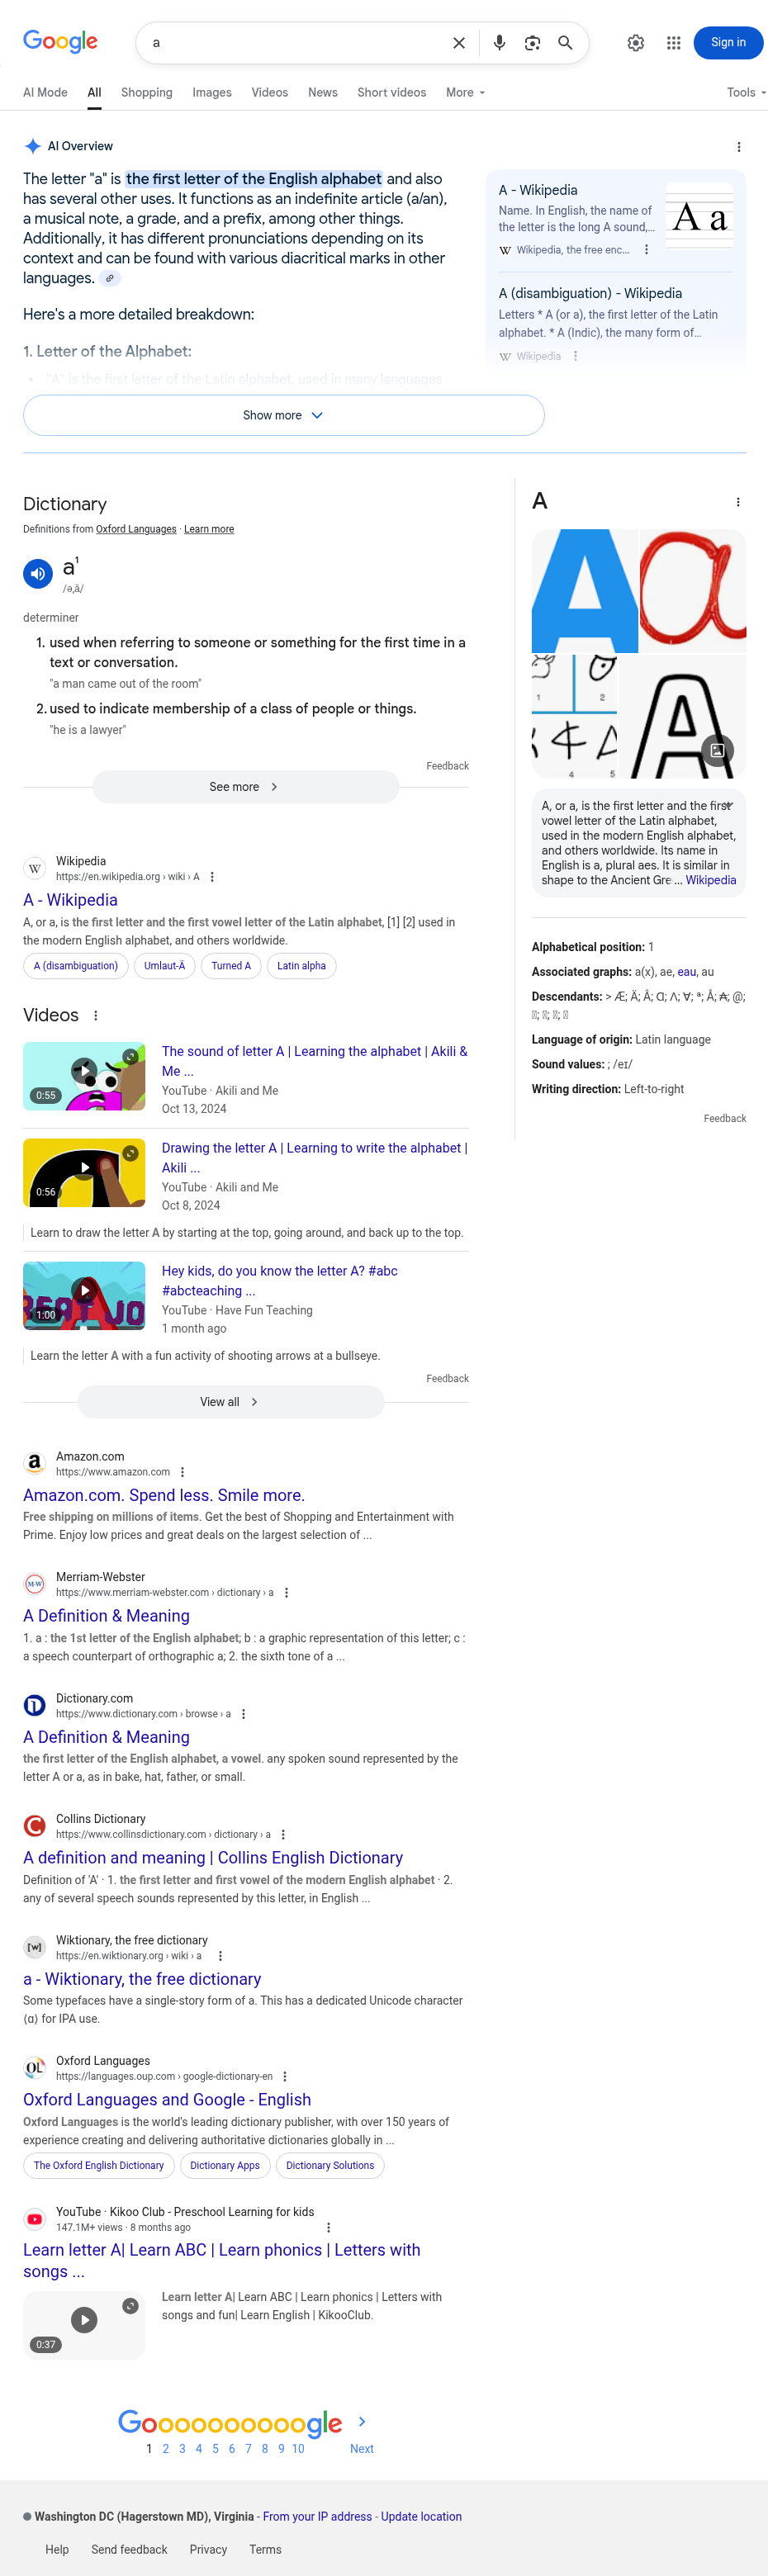 Google
a
Sign in
AI Mode
All
Shopping
Images
Videos
News
Short videos
More
Tools
AI Overview
The letter "a" is the first letter of the English alphabet and also
has several other uses. It functions as an indefinite article (a/an),
a musical note, a grade, and a prefix, among other things.
Additionally, it has different pronunciations depending on its
context and can be found with various diacritical marks in other
languages.
Here's a more detailed breakdown:
1. Letter of the Alphabet:
• "A" is the first letter of the Latin alphabet, used in many languages
A - Wikipedia
Name. In English, the name of
the letter is the long A sound,...
Wikipedia, the free enc...
A a
A (disambiguation) - Wikipedia
Letters * A (or a), the first letter of the Latin
alphabet. * A (Indic), the many form of...
Wikipedia
Show more
Dictionary
Definitions from Oxford Languages · Learn more
a¹
/ə,ā/
determiner
1. used when referring to someone or something for the first time in a
text or conversation.
"a man came out of the room"
2. used to indicate membership of a class of people or things.
"he is a lawyer"
Feedback
See more
A
A
a
1
2
4
5
A
A, or a, is the first letter and the first
vowel letter of the Latin alphabet,
used in the modern English alphabet,
and others worldwide. Its name in
English is a, plural aes. It is similar in
shape to the Ancient Gre ... Wikipedia
Alphabetical position: 1
Associated graphs: a(x), ae, eau, au
Descendants: > Æ; Ä; Â; Ɑ; Λ; Ɐ; ª; Å; ₳; @;
Language of origin: Latin language
Sound values: ; /eɪ/
Writing direction: Left-to-right
Feedback
Wikipedia
https://en.wikipedia.org › wiki › A
A - Wikipedia
A, or a, is the first letter and the first vowel letter of the Latin alphabet, [1] [2] used in
the modern English alphabet, and others worldwide.
A (disambiguation)
Umlaut-Ä
Turned A
Latin alpha
Videos
0:55
The sound of letter A | Learning the alphabet | Akili &
Me ...
YouTube · Akili and Me
Oct 13, 2024
0:56
Drawing the letter A | Learning to write the alphabet |
Akili ...
YouTube · Akili and Me
Oct 8, 2024
Learn to draw the letter A by starting at the top, going around, and back up to the top.
1:00
Hey kids, do you know the letter A? #abc
#abcteaching ...
YouTube · Have Fun Teaching
1 month ago
Learn the letter A with a fun activity of shooting arrows at a bullseye.
Feedback
View all
Amazon.com
https://www.amazon.com
Amazon.com. Spend less. Smile more.
Free shipping on millions of items. Get the best of Shopping and Entertainment with
Prime. Enjoy low prices and great deals on the largest selection of ...
Merriam-Webster
https://www.merriam-webster.com › dictionary › a
A Definition & Meaning
1. a : the 1st letter of the English alphabet; b : a graphic representation of this letter; c :
a speech counterpart of orthographic a; 2. the sixth tone of a ...
Dictionary.com
https://www.dictionary.com › browse › a
A Definition & Meaning
the first letter of the English alphabet, a vowel. any spoken sound represented by the
letter A or a, as in bake, hat, father, or small.
Collins Dictionary
https://www.collinsdictionary.com › dictionary › a
A definition and meaning | Collins English Dictionary
Definition of 'A' · 1. the first letter and first vowel of the modern English alphabet · 2.
any of several speech sounds represented by this letter, in English ...
Wiktionary, the free dictionary
https://en.wiktionary.org › wiki › a
a - Wiktionary, the free dictionary
Some typefaces have a single-story form of a. This has a dedicated Unicode character
⟨ɑ⟩ for IPA use.
Oxford Languages
https://languages.oup.com › google-dictionary-en
Oxford Languages and Google - English
Oxford Languages is the world's leading dictionary publisher, with over 150 years of
experience creating and delivering authoritative dictionaries globally in ...
The Oxford English Dictionary
Dictionary Apps
Dictionary Solutions
YouTube · Kikoo Club - Preschool Learning for kids
147.1M+ views · 8 months ago
Learn letter A| Learn ABC | Learn phonics | Letters with
songs ...
0:37
Learn letter A| Learn ABC | Learn phonics | Letters with
songs and fun| Learn English | KikooClub.
Goooooooooogle
1 2 3 4 5 6 7 8 9 10 Next
Washington DC (Hagerstown MD), Virginia - From your IP address - Update location
Help
Send feedback
Privacy
Terms